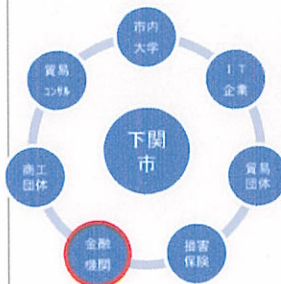 市内
大学
IT
企業
貿易
団体
損害
保険
金融
機関
商工
団体
貿易
コンサル
下関
市